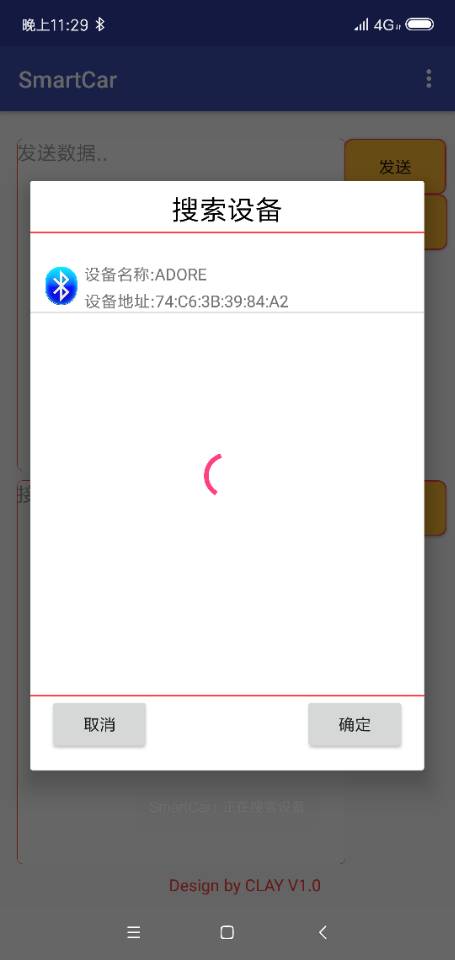 晚上11:29 4G
SmartCar
发送数据..
发送
搜索设备
设备名称:ADORE
设备地址:74:C6:3B:39:84:A2
接
取消
确定
SmartCar: 正在搜索设备
Design by CLAY V1.0